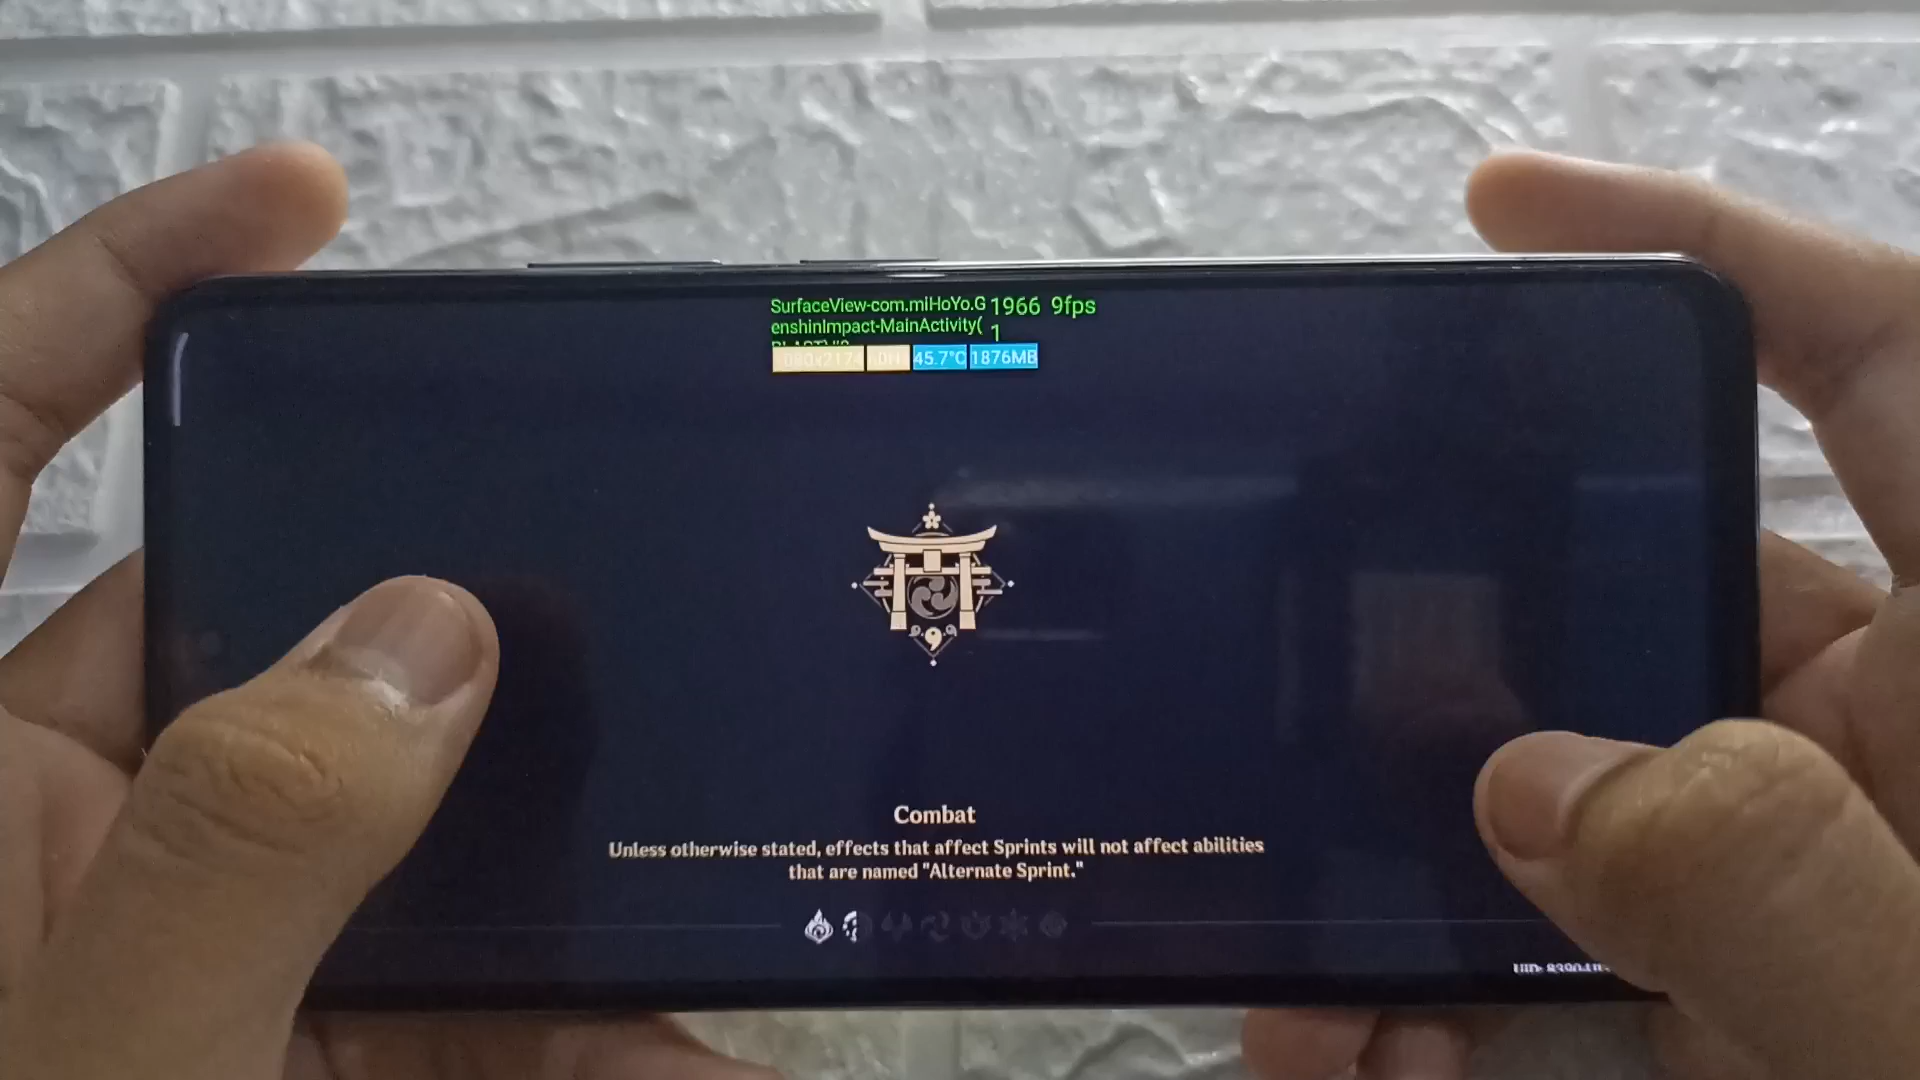 SurfaceView-com.miHoYo.G 1966 9fps
enshinImpact-MainActivity( 1
45.7°C 1876MB
Combat
Unless otherwise stated, effects that affect Sprints will not affect abilities
that are named "Alternate Sprint."
UID: